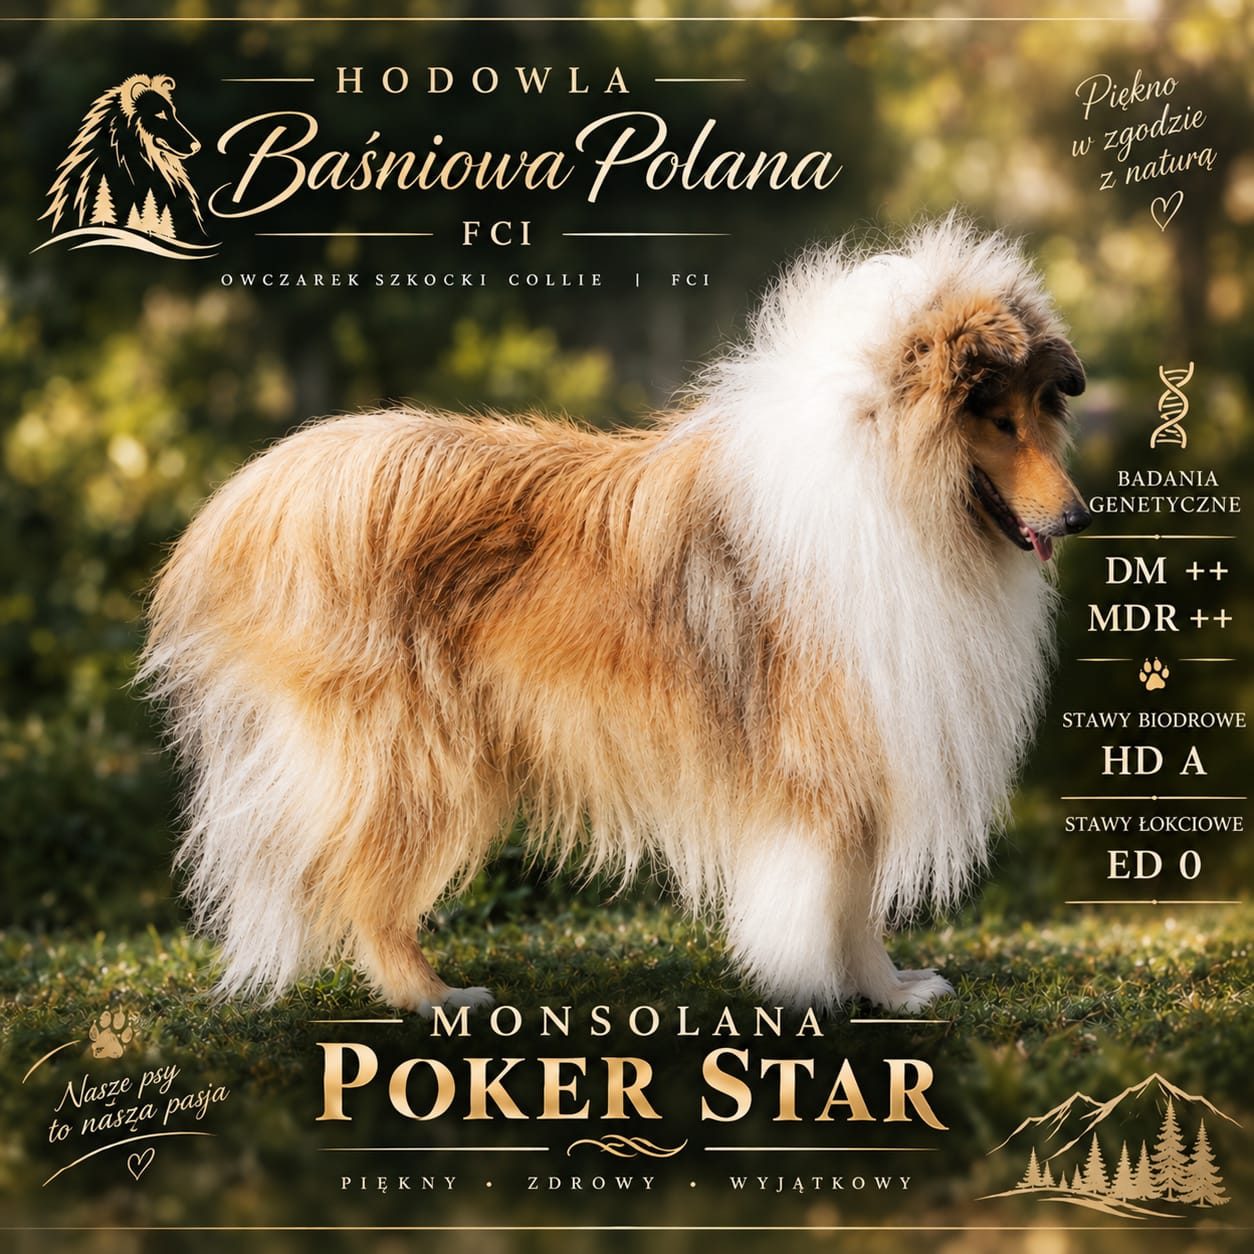 HODOWLA
Baśniowa Polana
FCI
OWCZAREK SZKOCKI COLLIE | FCI
Piękno
w zgodzie
z naturą
BADANIA
GENETYCZNE
DM ++
MDR ++
STAWY BIODROWE
HD A
STAWY ŁOKCIOWE
ED 0
MONSOLANA
POKER STAR
Nasze psy
to nasza pasja
PIĘKNY • ZDROWY • WYJĄTKOWY